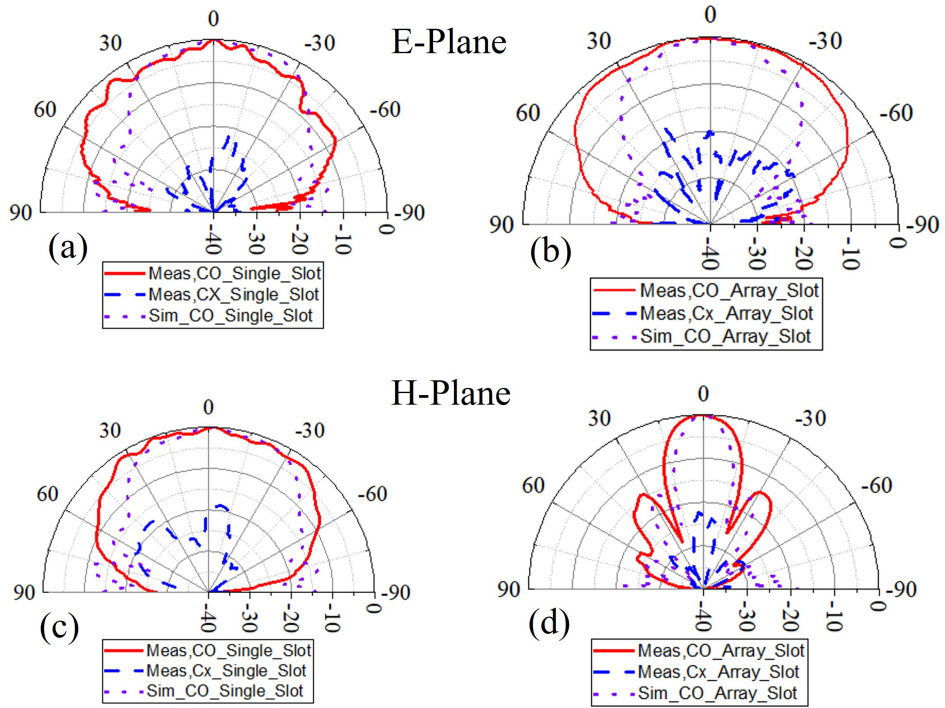 E-Plane
0
30
-30
60
-60
90
-90
-40
-30
-20
-10
0
(a)
Meas,CO_Single_Slot
Meas,CX_Single_Slot
Sim_CO_Single_Slot
0
30
-30
60
-60
90
-90
-40
-30
-20
-10
0
(b)
Meas,CO_Array_Slot
Meas,Cx_Array_Slot
Sim_CO_Array_Slot
H-Plane
0
30
-30
60
-60
90
-90
-40
-30
-20
-10
0
(c)
Meas,CO_Single_Slot
Meas,Cx_Single_Slot
Sim_CO_Single_Slot
0
30
-30
60
-60
90
-90
-40
-30
-20
-10
0
(d)
Meas,CO_Array_Slot
Meas,Cx_Array_Slot
Sim_CO_Array_Slot